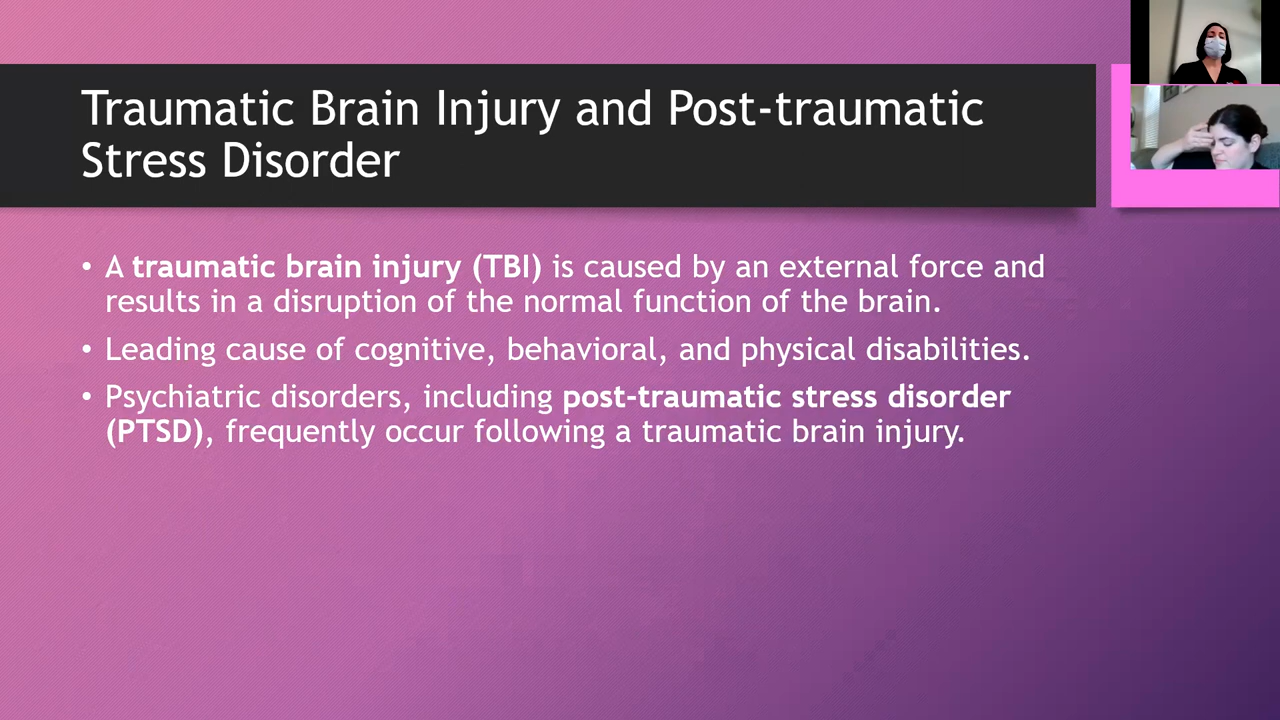 Traumatic Brain Injury and Post-traumatic
Stress Disorder
• A traumatic brain injury (TBI) is caused by an external force and
results in a disruption of the normal function of the brain.
• Leading cause of cognitive, behavioral, and physical disabilities.
• Psychiatric disorders, including post-traumatic stress disorder
(PTSD), frequently occur following a traumatic brain injury.